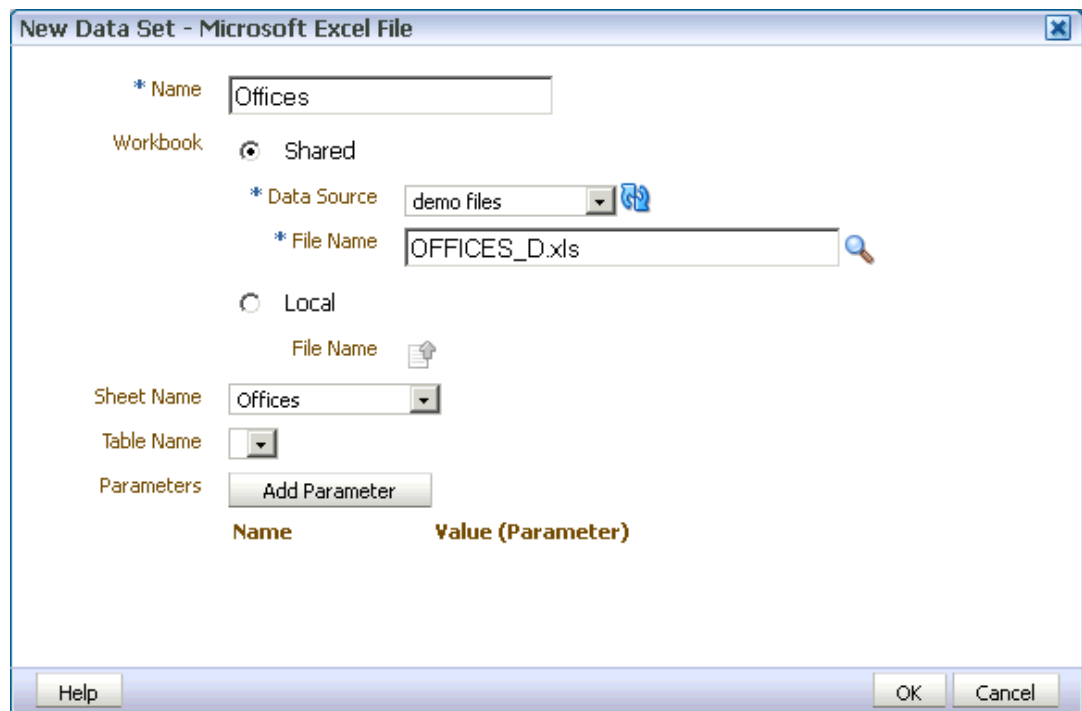 New Data Set - Microsoft Excel File
* Name Offices
Workbook Shared
* Data Source demo files
* File Name OFFICES_D.xls
Local
File Name
Sheet Name Offices
Table Name
Parameters Add Parameter
Name Value (Parameter)
Help OK Cancel